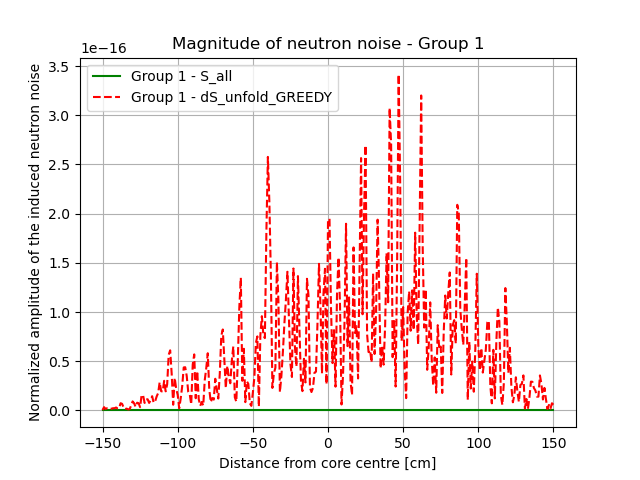 Magnitude of neutron noise - Group 1
1e−16
Group 1 - S_all
Group 1 - dS_unfold_GREEDY
Normalized amplitude of the induced neutron noise
3.5
3.0
2.5
2.0
1.5
1.0
0.5
0.0
−150 −100 −50 0 50 100 150
Distance from core centre [cm]